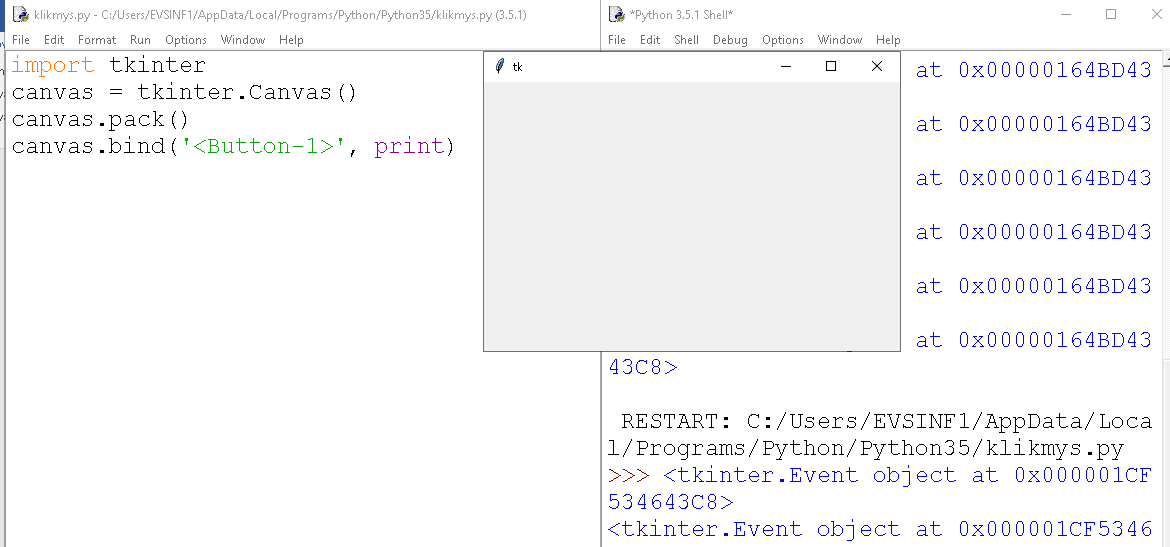 klikmys.py - C:/Users/EVSINF1/AppData/Local/Programs/Python/Python35/klikmys.py (3.5.1)
File Edit Format Run Options Window Help
import tkinter
canvas = tkinter.Canvas()
canvas.pack()
canvas.bind('<Button-1>', print)
tk
*Python 3.5.1 Shell*
File Edit Shell Debug Options Window Help
at 0x00000164BD43
at 0x00000164BD43
at 0x00000164BD43
at 0x00000164BD43
at 0x00000164BD43
at 0x00000164BD43
43C8>
RESTART: C:/Users/EVSINF1/AppData/Loca
l/Programs/Python/Python35/klikmys.py
>>> <tkinter.Event object at 0x000001CF
534643C8>
<tkinter.Event object at 0x000001CF5346